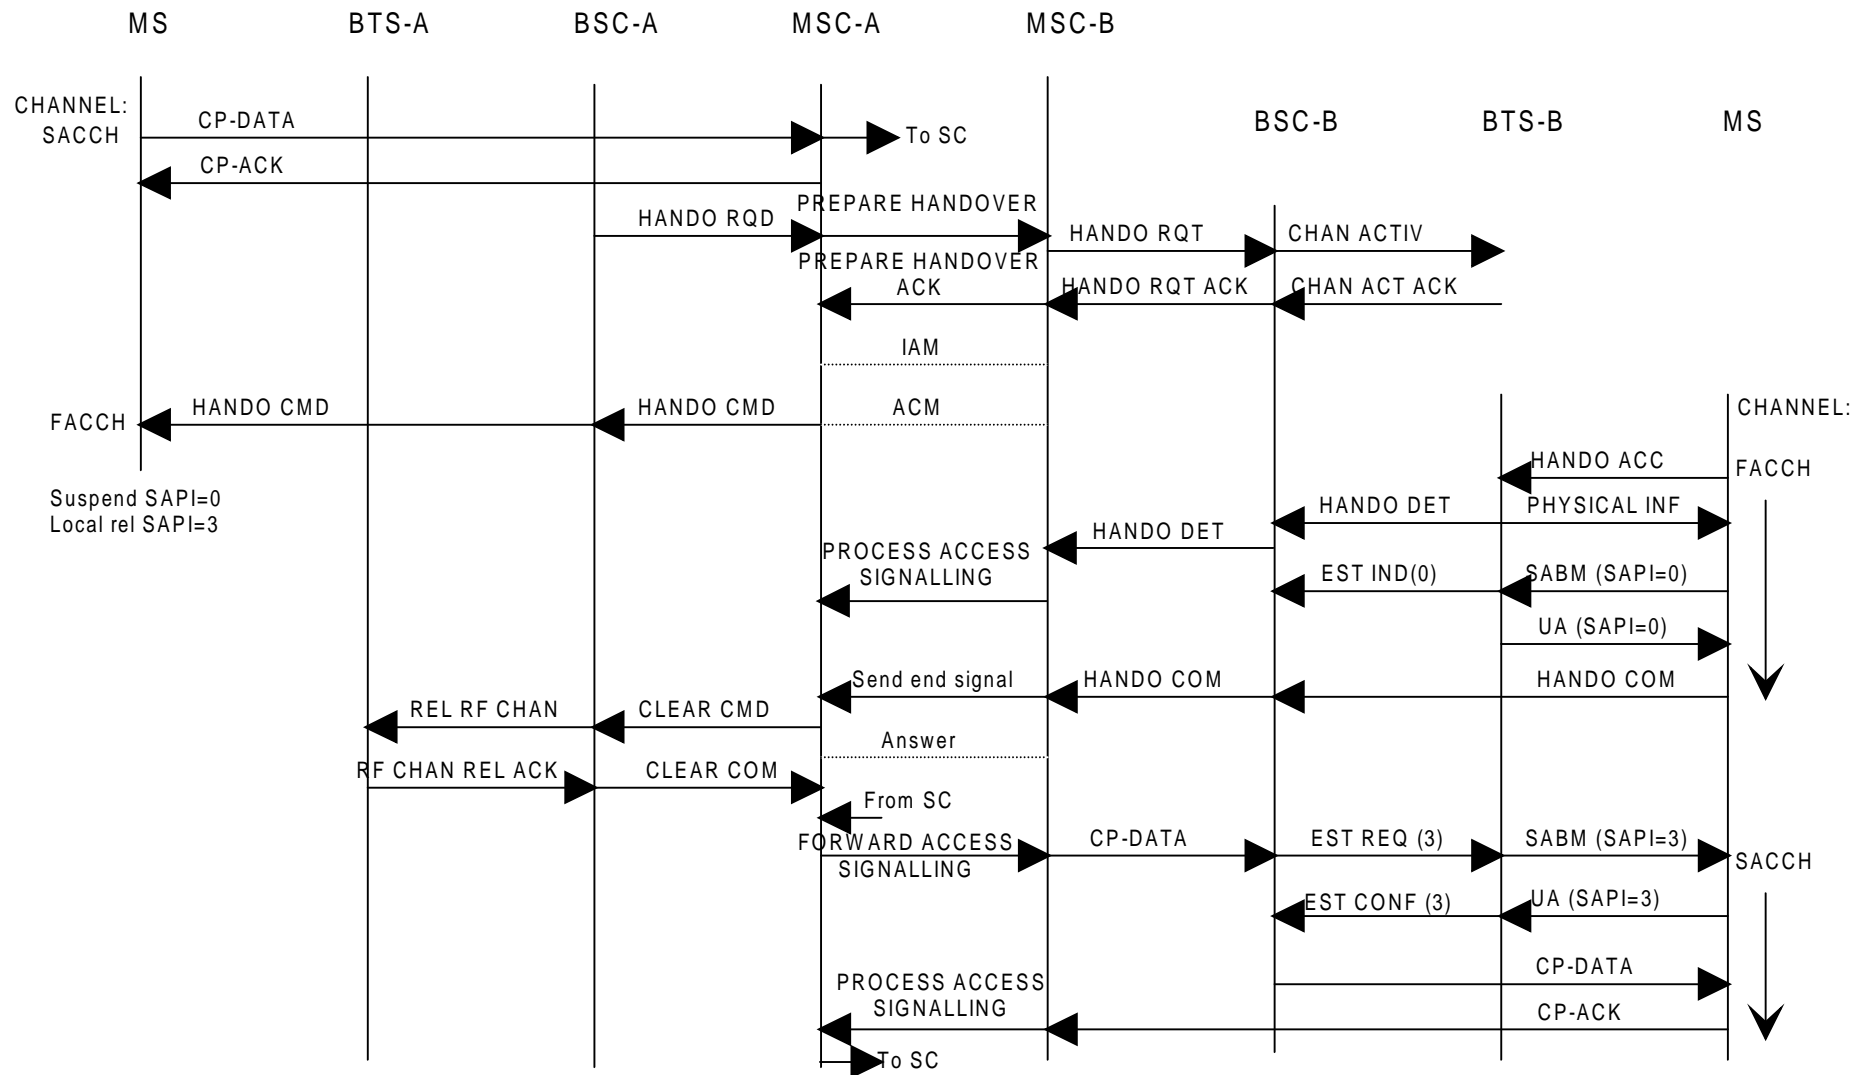 MS BTS-A BSC-A MSC-A MSC-B
CHANNEL:
SACCH
CP-DATA
To SC
BSC-B BTS-B MS
CP-ACK
HANDO RQD
PREPARE HANDOVER
HANDO RQT
CHAN ACTIV
PREPARE HANDOVER
ACK
HANDO RQT ACK
CHAN ACT ACK
IAM
FACCH
HANDO CMD
HANDO CMD
ACM
CHANNEL:
HANDO ACC
FACCH
Suspend SAPI=0
Local rel SAPI=3
HANDO DET
PHYSICAL INF
HANDO DET
PROCESS ACCESS
SIGNALLING
EST IND(0)
SABM (SAPI=0)
UA (SAPI=0)
Send end signal
HANDO COM
HANDO COM
REL RF CHAN
CLEAR CMD
Answer
RF CHAN REL ACK
CLEAR COM
From SC
FORWARD ACCESS
SIGNALLING
CP-DATA
EST REQ (3)
SABM (SAPI=3)
SACCH
EST CONF (3)
UA (SAPI=3)
CP-DATA
PROCESS ACCESS
SIGNALLING
CP-ACK
To SC